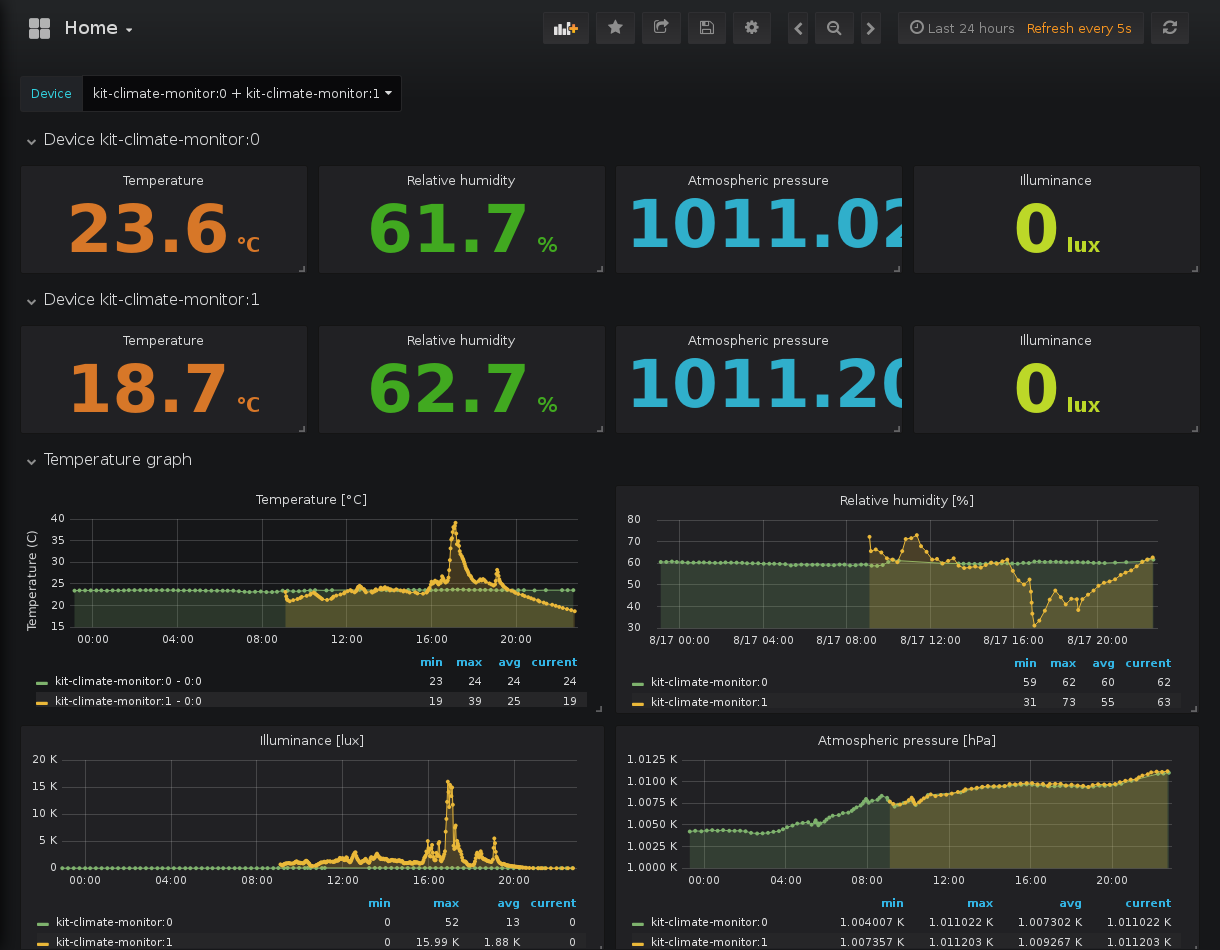 Home
Last 24 hours Refresh every 5s
Device kit-climate-monitor:0 + kit-climate-monitor:1
Device kit-climate-monitor:0
Temperature Relative humidity Atmospheric pressure Illuminance
23.6 °C 61.7 % 1011.02 0 lux
Device kit-climate-monitor:1
Temperature Relative humidity Atmospheric pressure Illuminance
18.7 °C 62.7 % 1011.20 0 lux
Temperature graph
Temperature [°C]
Temperature (C)
40
35
30
25
20
15
00:00 04:00 08:00 12:00 16:00 20:00
min max avg current
kit-climate-monitor:0 - 0:0 23 24 24 24
kit-climate-monitor:1 - 0:0 19 39 25 19
Relative humidity [%]
80
70
60
50
40
30
8/17 00:00 8/17 04:00 8/17 08:00 8/17 12:00 8/17 16:00 8/17 20:00
min max avg current
kit-climate-monitor:0 59 62 60 62
kit-climate-monitor:1 31 73 55 63
Illuminance [lux]
20 K
15 K
10 K
5 K
0
00:00 04:00 08:00 12:00 16:00 20:00
min max avg current
kit-climate-monitor:0 0 52 13 0
kit-climate-monitor:1 0 15.99 K 1.88 K 0
Atmospheric pressure [hPa]
1.0125 K
1.0100 K
1.0075 K
1.0050 K
1.0025 K
1.0000 K
00:00 04:00 08:00 12:00 16:00 20:00
min max avg current
kit-climate-monitor:0 1.004007 K 1.011022 K 1.007302 K 1.011022 K
kit-climate-monitor:1 1.007357 K 1.011203 K 1.009267 K 1.011203 K